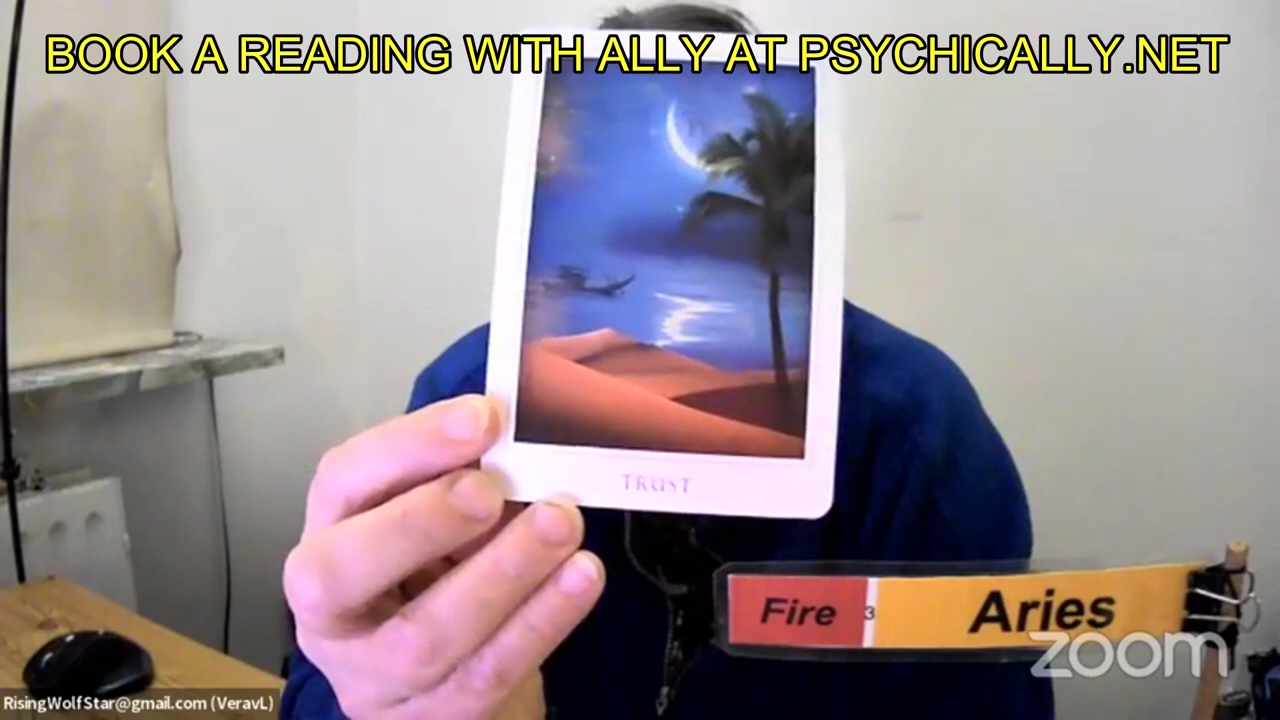 BOOK A READING WITH ALLY AT PSYCHICALLY.NET
TRUST
Fire 3 Aries
zoom
RisingWolfStar@gmail.com (VeravL)